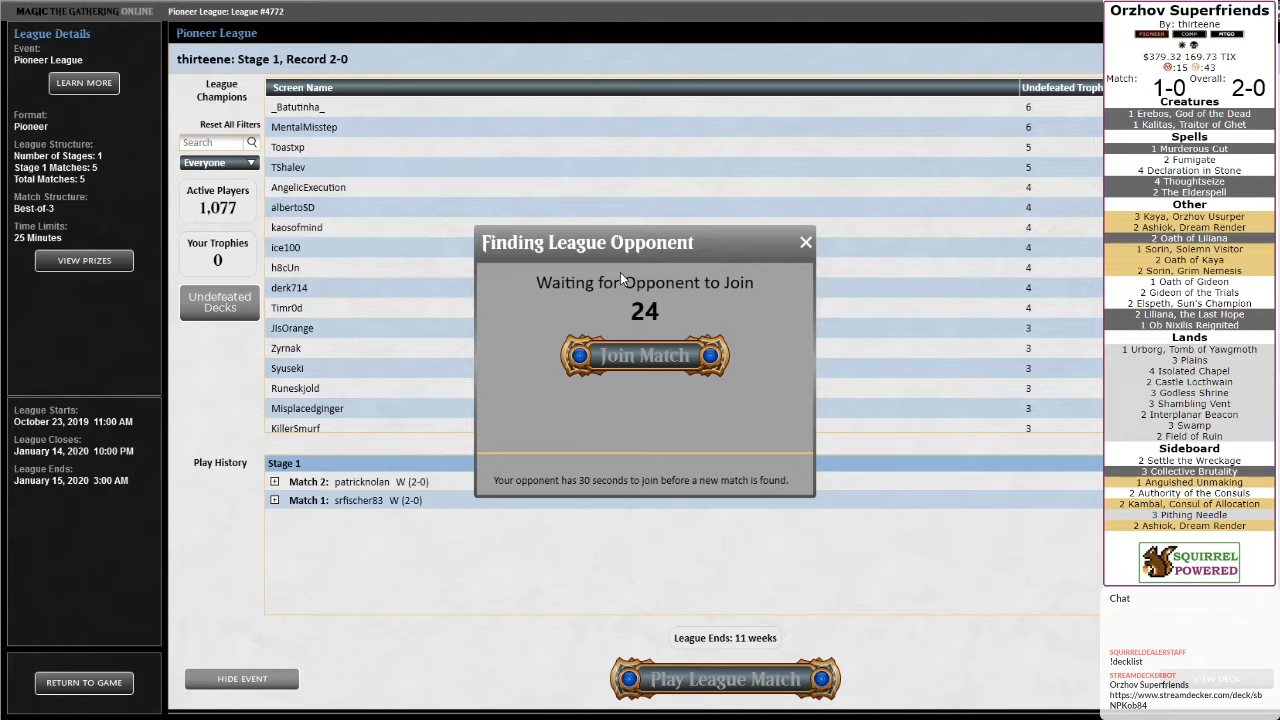 MAGIC THE GATHERING ONLINE
Pioneer League: League #4772
League Details
Event:
Pioneer League
LEARN MORE
Format:
Pioneer
League Structure:
Number of Stages: 1
Stage 1 Matches: 5
Total Matches: 5
Match Structure:
Best-of-3
Time Limits:
25 Minutes
VIEW PRIZES
League Starts:
October 23, 2019 11:00 AM
League Closes:
January 14, 2020 10:00 PM
League Ends:
January 15, 2020 3:00 AM
RETURN TO GAME
Pioneer League
thirteene: Stage 1, Record 2-0
League
Champions
Reset All Filters
Search
Everyone
Active Players
1,077
Your Trophies
0
Undefeated
Decks
Screen Name Undefeated Troph
_Batutinha_ 6
MentalMisstep 6
Toastxp 5
TShalev 5
AngelicExecution 4
albertoSD 4
kaosofmind 4
ice100 4
h8cUn 4
derk714 4
Timr0d 4
JIsOrange 3
Zyrnak 3
Syuseki 3
Runeskjold 3
Misplacedginger 3
KillerSmurf 3
Finding League Opponent
Waiting for Opponent to Join
24
Join Match
Your opponent has 30 seconds to join before a new match is found.
Play History
Stage 1
Match 2: patricknolan W (2-0)
Match 1: srfischer83 W (2-0)
League Ends: 11 weeks
HIDE EVENT
Play League Match
VIEW DECK
Orzhov Superfriends
By: thirteene
PIONEER COMP MTGO
$379.32 169.73 TIX
:15 :43
Match: 1-0 Overall: 2-0
Creatures
1 Erebos, God of the Dead
1 Kalitas, Traitor of Ghet
Spells
1 Murderous Cut
2 Fumigate
4 Declaration in Stone
4 Thoughtseize
2 The Elderspell
Other
3 Kaya, Orzhov Usurper
2 Ashiok, Dream Render
2 Oath of Liliana
1 Sorin, Solemn Visitor
2 Oath of Kaya
2 Sorin, Grim Nemesis
1 Oath of Gideon
2 Gideon of the Trials
2 Elspeth, Sun's Champion
2 Liliana, the Last Hope
1 Ob Nixilis Reignited
Lands
1 Urborg, Tomb of Yawgmoth
3 Plains
4 Isolated Chapel
2 Castle Locthwain
3 Godless Shrine
3 Shambling Vent
2 Interplanar Beacon
3 Swamp
2 Field of Ruin
Sideboard
2 Settle the Wreckage
3 Collective Brutality
1 Anguished Unmaking
2 Authority of the Consuls
2 Kambal, Consul of Allocation
3 Pithing Needle
2 Ashiok, Dream Render
SQUIRREL
POWERED
Chat
SQUIRRELDEALERSTAFF
!decklist
STREAMDECKERBOT
Orzhov Superfriends
https://www.streamdecker.com/deck/sb
NPKob84